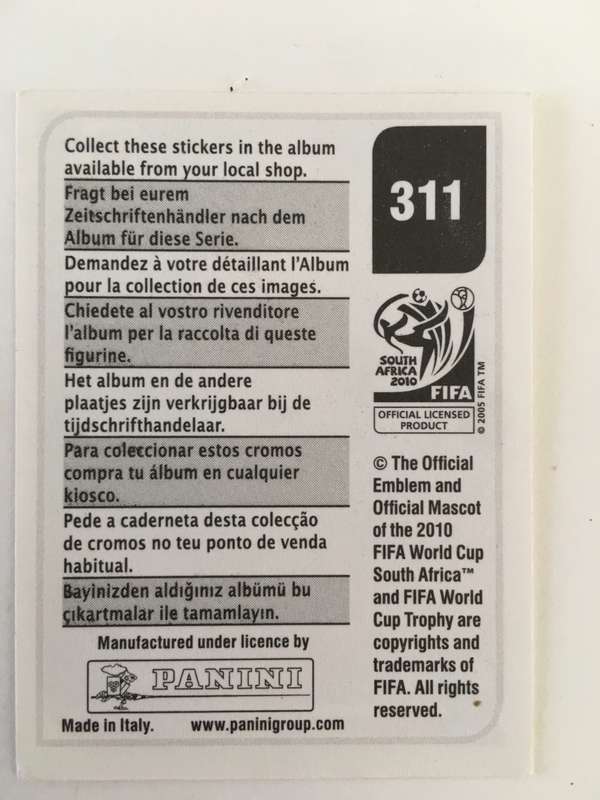 Collect these stickers in the album
available from your local shop.
Fragt bei eurem
Zeitschriftenhändler nach dem
Album für diese Serie.
Demandez à votre détaillant l'Album
pour la collection de ces images.
Chiedete al vostro rivenditore
l'album per la raccolta di queste
figurine.
Het album en de andere
plaatjes zijn verkrijgbaar bij de
tijdschrifthandelaar.
Para coleccionar estos cromos
compra tu álbum en cualquier
kiosco.
Pede a caderneta desta colecção
de cromos no teu ponto de venda
habitual.
Bayinizden aldığınız albümü bu
çıkartmalar ile tamamlayın.
Manufactured under licence by
PANINI
Made in Italy. www.paninigroup.com
311
SOUTH
AFRICA
2010
FIFA
OFFICIAL LICENSED
PRODUCT
© 2005 FIFA TM
© The Official
Emblem and
Official Mascot
of the 2010
FIFA World Cup
South Africa™
and FIFA World
Cup Trophy are
copyrights and
trademarks of
FIFA. All rights
reserved.